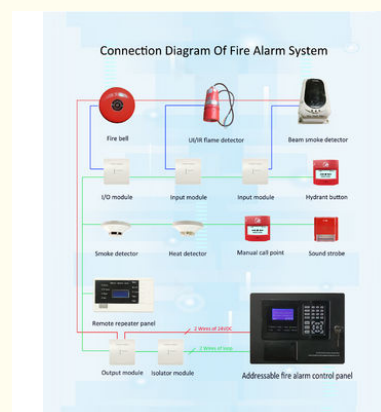 Connection Diagram Of Fire Alarm System
Fire bell
UI/IR flame detector
Beam smoke detector
I/O module
Input module
Input module
Hydrant button
Smoke detector
Heat detector
Manual call point
Sound strobe
Remote repeater panel
2 Wires of 24VDC
2 Wires of loop
Output module
Isolator module
Addressable fire alarm control panel